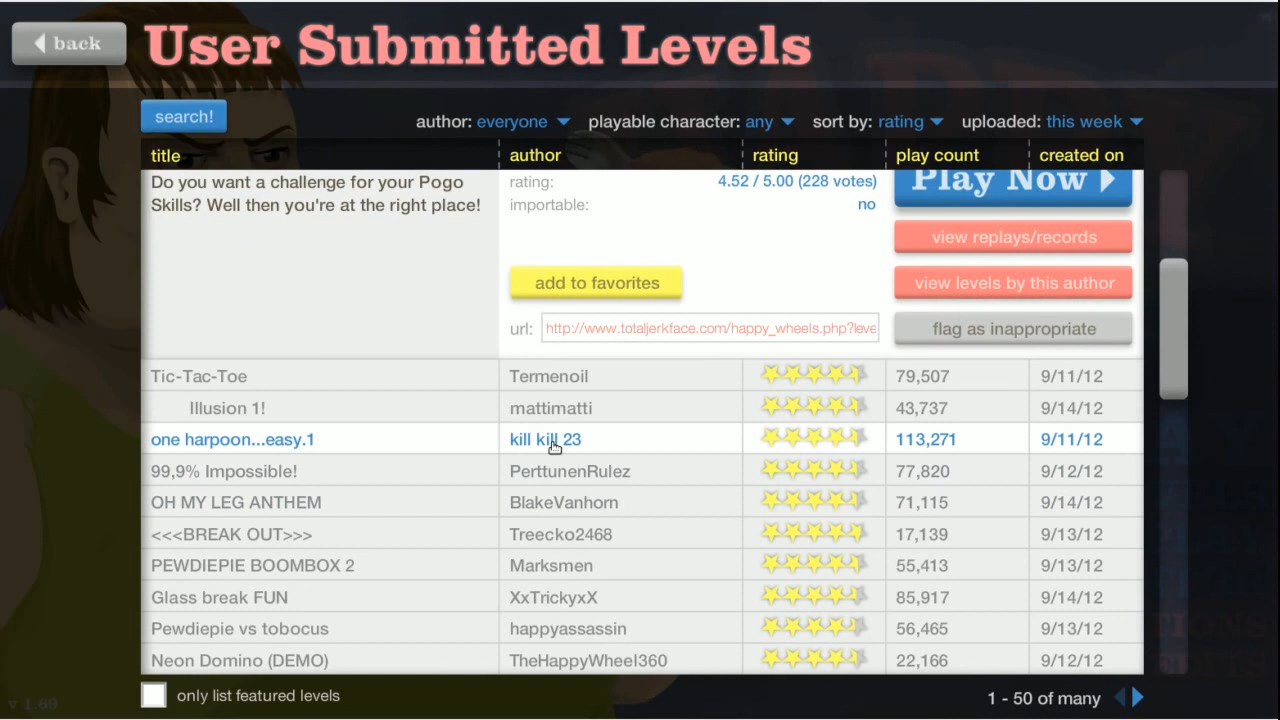 back
User Submitted Levels
search!
author: everyone playable character: any sort by: rating uploaded: this week
title author rating play count created on
Do you want a challenge for your Pogo
Skills? Well then you're at the right place!
rating: 4.52 / 5.00 (228 votes)
importable: no
Play Now
view replays/records
add to favorites
view levels by this author
url: http://www.totaljerkface.com/happy_wheels.php?leve
flag as inappropriate
Tic-Tac-Toe Termenoil 79,507 9/11/12
Illusion 1! mattimatti 43,737 9/14/12
one harpoon...easy.1 kill kill 23 113,271 9/11/12
99,9% Impossible! PerttunenRulez 77,820 9/12/12
OH MY LEG ANTHEM BlakeVanhorn 71,115 9/14/12
<<<BREAK OUT>>> Treecko2468 17,139 9/13/12
PEWDIEPIE BOOMBOX 2 Marksmen 55,413 9/13/12
Glass break FUN XxTrickyxX 85,917 9/14/12
Pewdiepie vs tobocus happyassassin 56,465 9/13/12
Neon Domino (DEMO) TheHappyWheel360 22,166 9/12/12
only list featured levels
1 - 50 of many
v 1.69